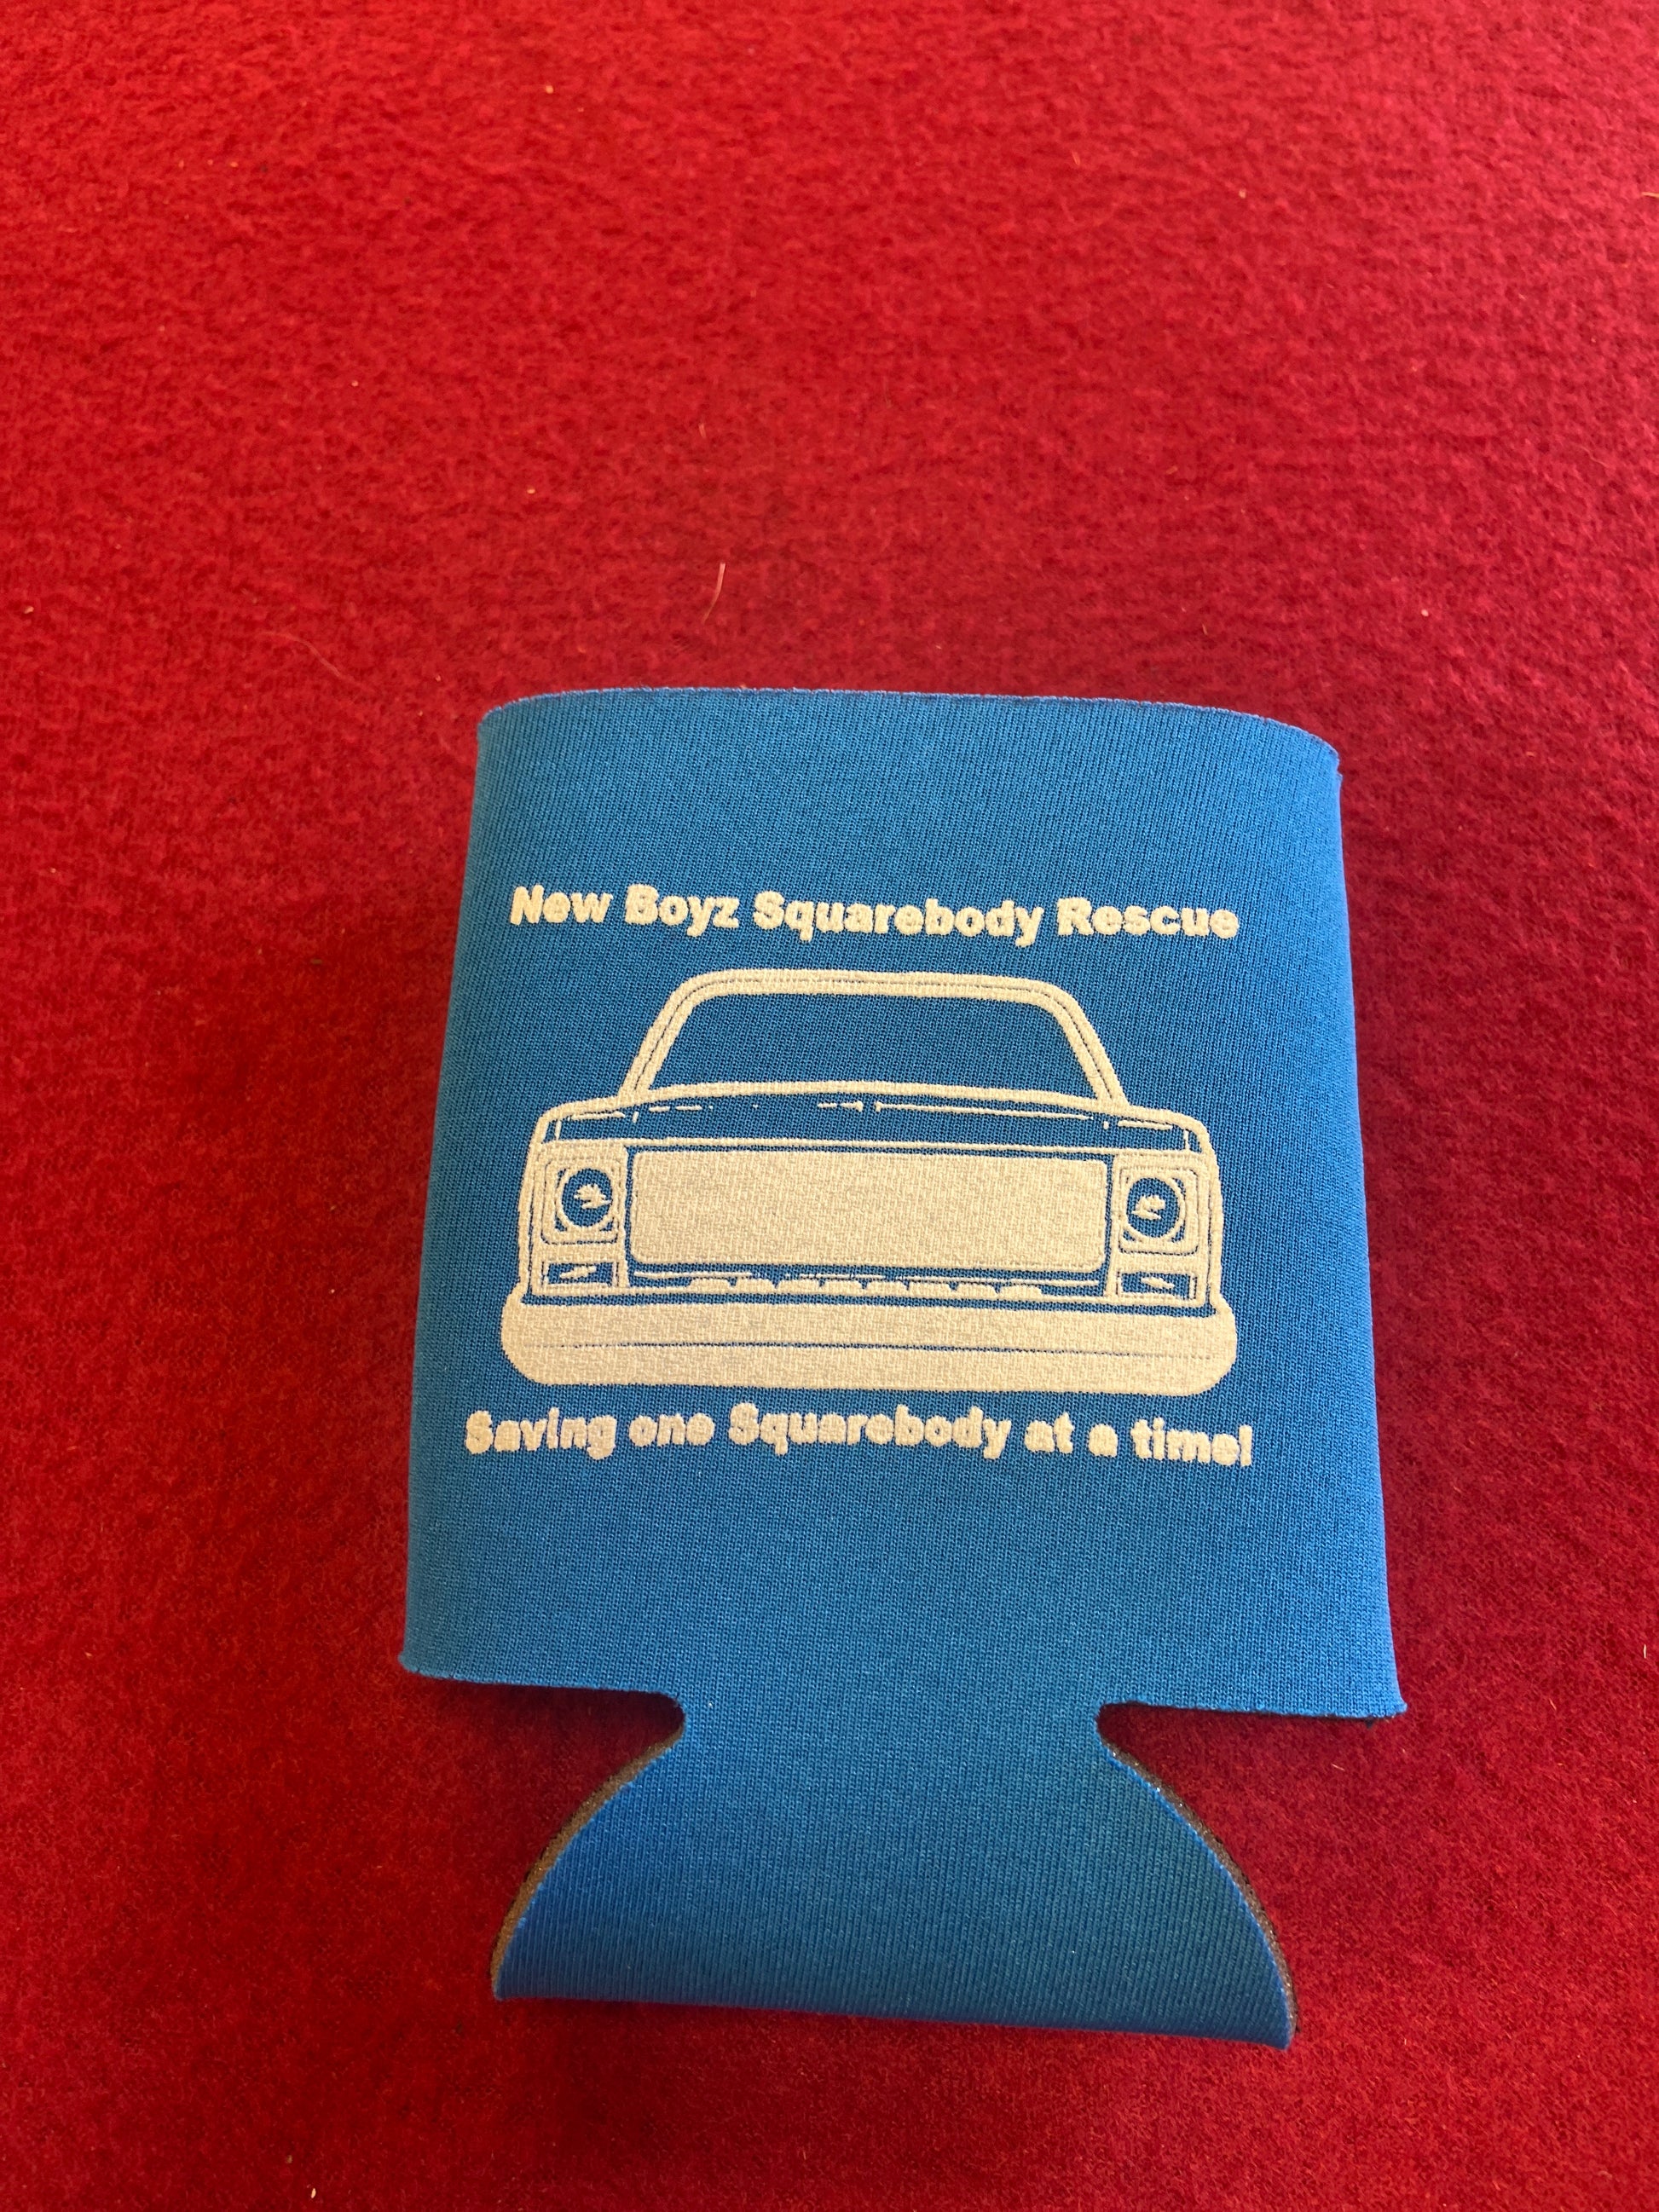 New Boyz Squarebody Rescue
Saving one Squarebody at a time!